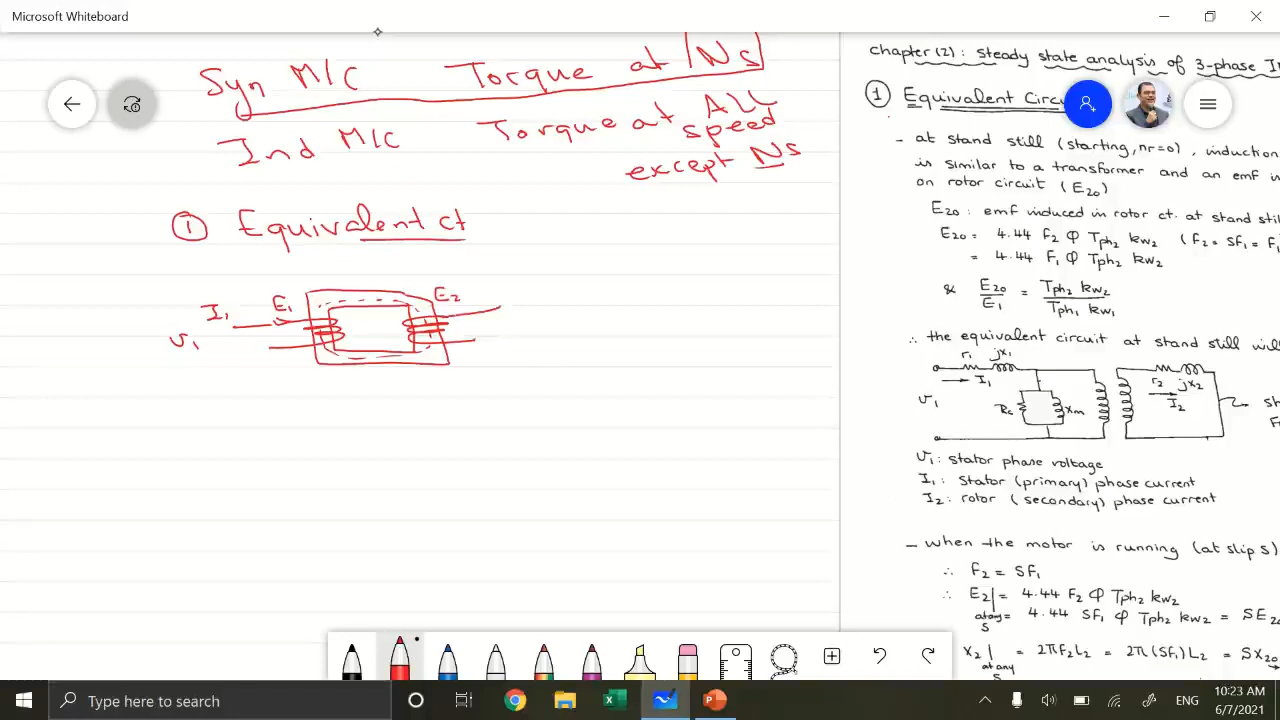 Microsoft Whiteboard
Syn M/C Torque at Ns
Ind M/C Torque at ALL speed except Ns
① Equivalent ct
I1 E1 E2
V1
chapter(2): Steady state analysis of 3-phase I
① Equivalent Circu
- at stand still (starting, nr=0), induction
is similar to a transformer and an emf i
on rotor circuit (E20)
E20: emf induced in rotor ct. at stand stil
E20 = 4.44 F2 φ Tph2 kw2 (F2 = SF1 = F1
= 4.44 F1 φ Tph2 kw2
& E20/E1 = Tph2 kw2/Tph1 kw1
∴ the equivalent circuit at stand still will
r1 jx1
I1
V1
Rc Xm
r2 jx2
I2
V1: stator phase voltage
I1: Stator (primary) phase current
I2: rotor (secondary) phase current
- when the motor is running (at slip S)
∴ F2 = SF1
∴ E2| at any S = 4.44 F2 φ Tph2 kw2
= 4.44 SF1 φ Tph2 kw2 = SE20
X2| at any S = 2πF2L2 = 2π(SF1)L2 = SX20
Type here to search
ENG
10:23 AM
6/7/2021